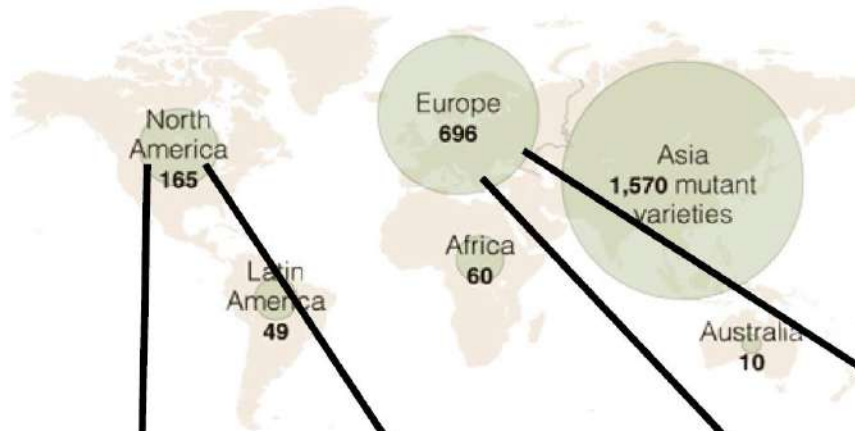 North
America
165
Europe
696
Asia
1,570 mutant
varieties
Africa
60
Latin
America
49
Australia
10